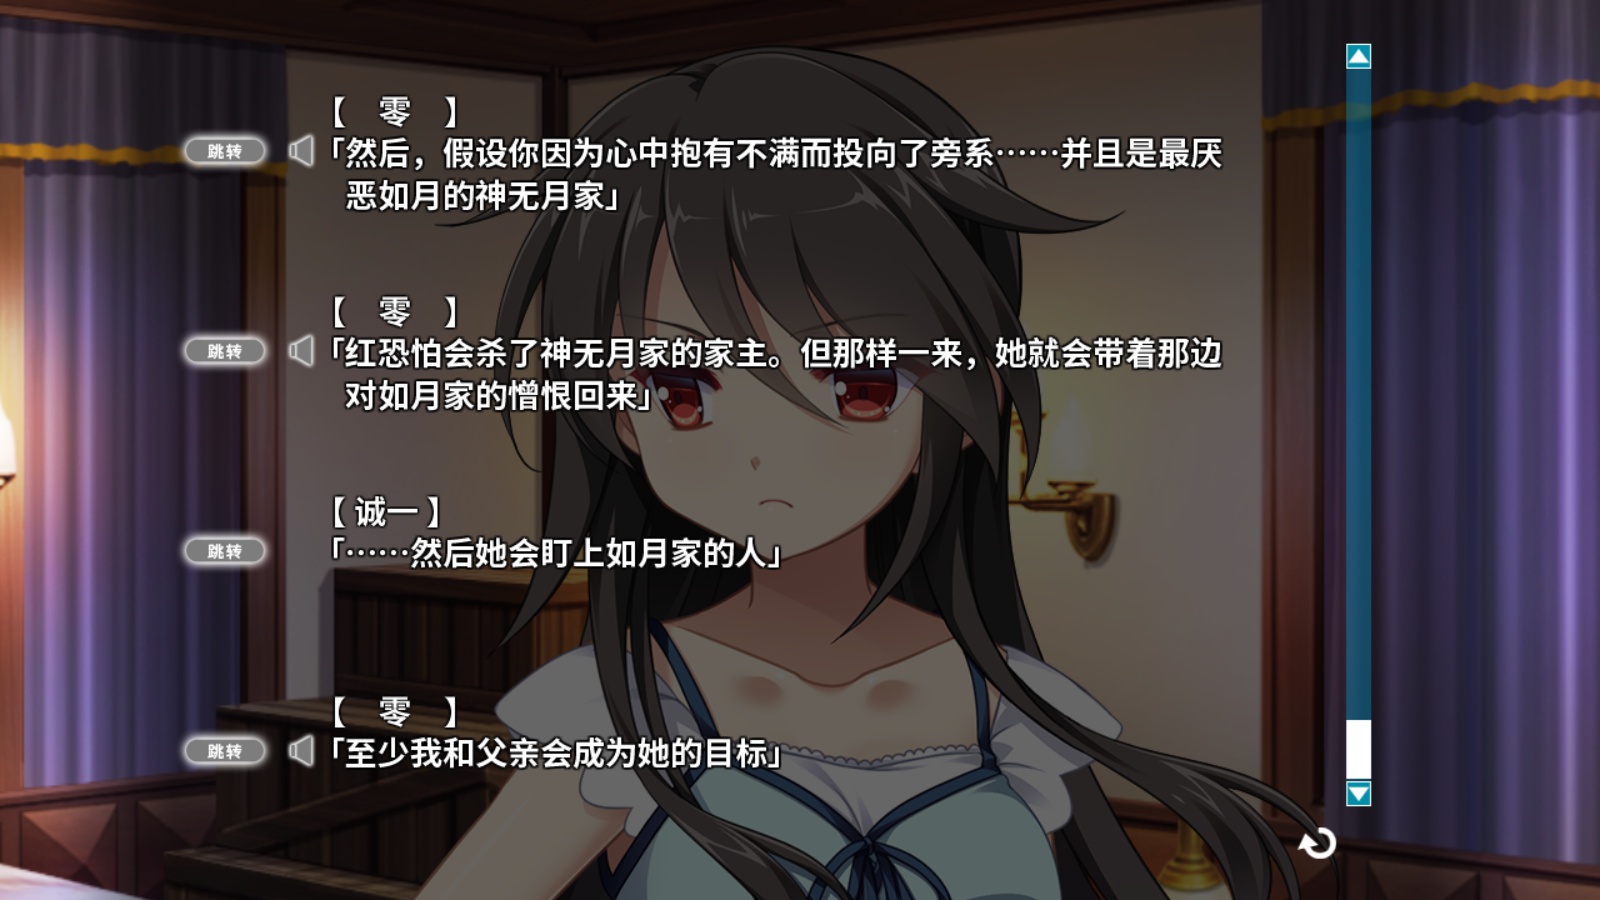 【 零 】
跳转
「然后，假设你因为心中抱有不满而投向了旁系……并且是最厌
恶如月的神无月家」
【 零 】
跳转
「红恐怕会杀了神无月家的家主。但那样一来，她就会带着那边
对如月家的憎恨回来」
【 诚一 】
跳转
「……然后她会盯上如月家的人」
【 零 】
跳转
「至少我和父亲会成为她的目标」